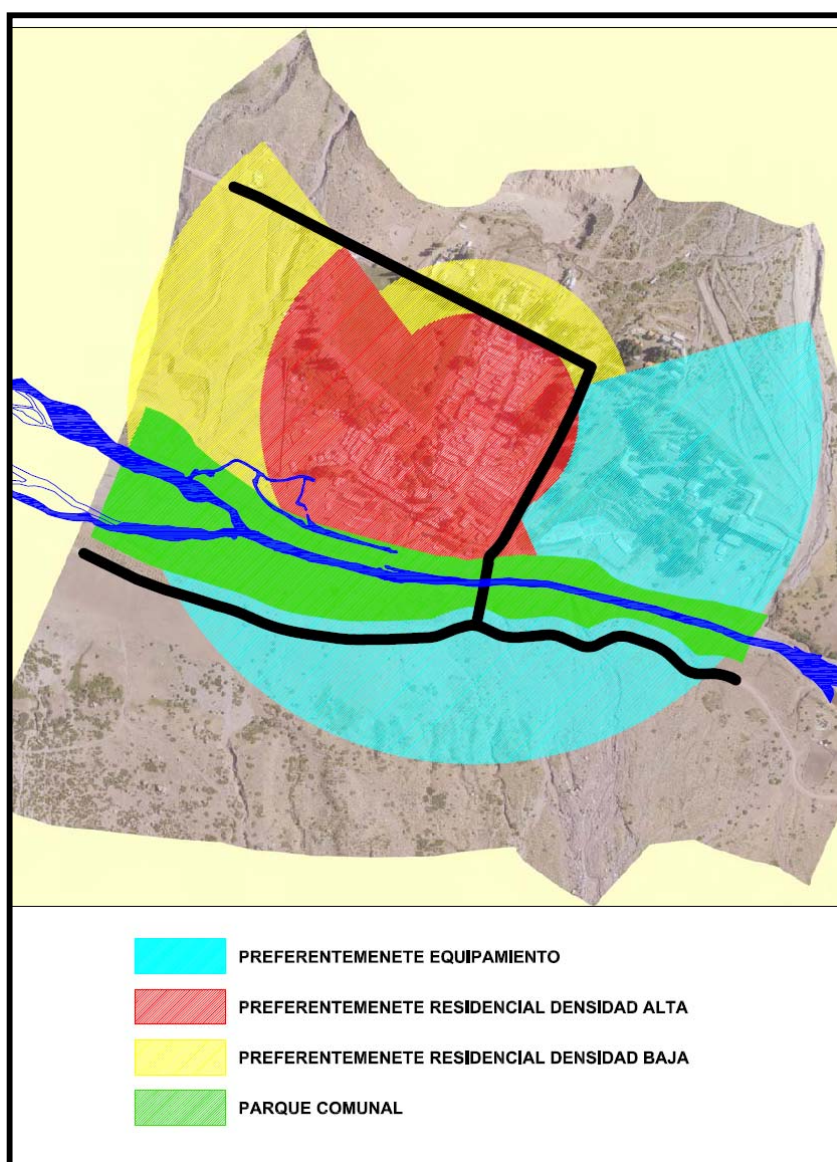 PREFERENTEMENETE EQUIPAMIENTO
PREFERENTEMENETE RESIDENCIAL DENSIDAD ALTA
PREFERENTEMENETE RESIDENCIAL DENSIDAD BAJA
PARQUE COMUNAL